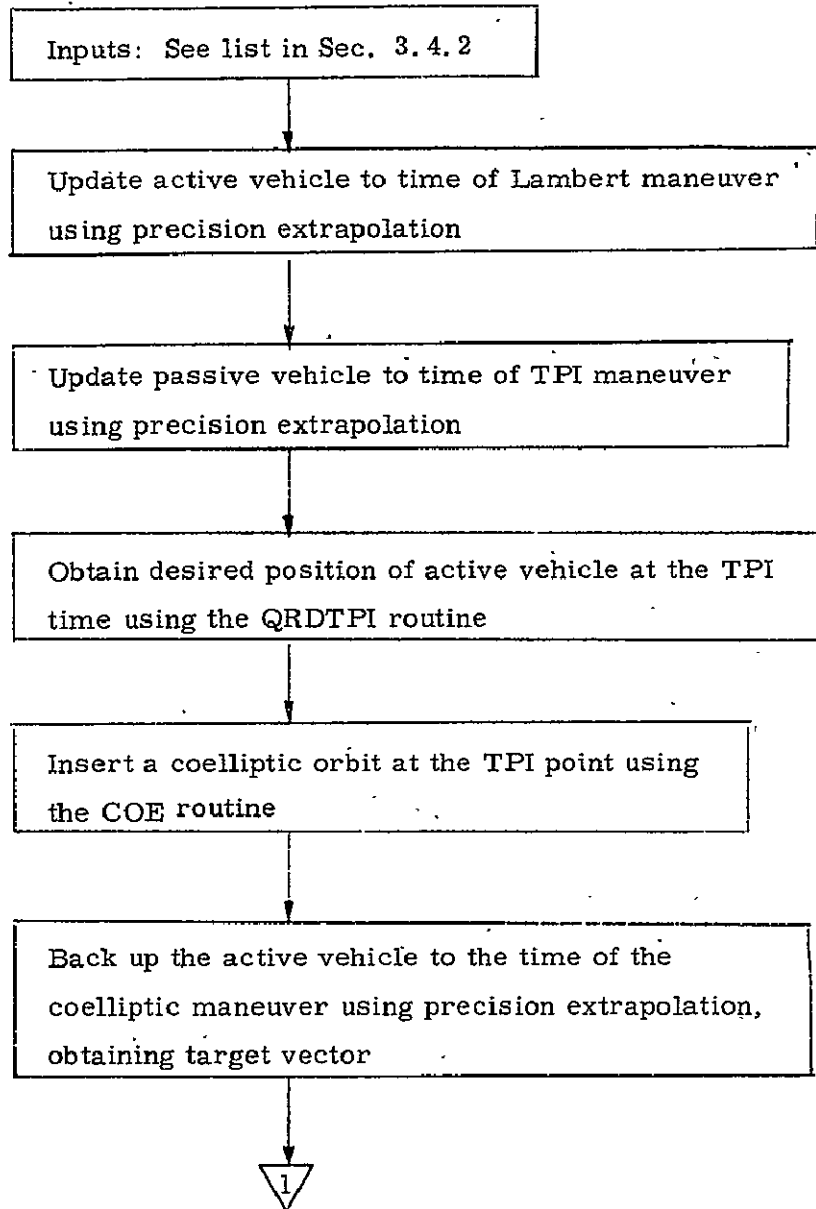 Inputs: See list in Sec. 3.4.2
Update active vehicle to time of Lambert maneuver
using precision extrapolation
Update passive vehicle to time of TPI maneuver
using precision extrapolation
Obtain desired position of active vehicle at the TPI
time using the QRDTPI routine
Insert a coelliptic orbit at the TPI point using
the COE routine
Back up the active vehicle to the time of the
coelliptic maneuver using precision extrapolation,
obtaining target vector
1